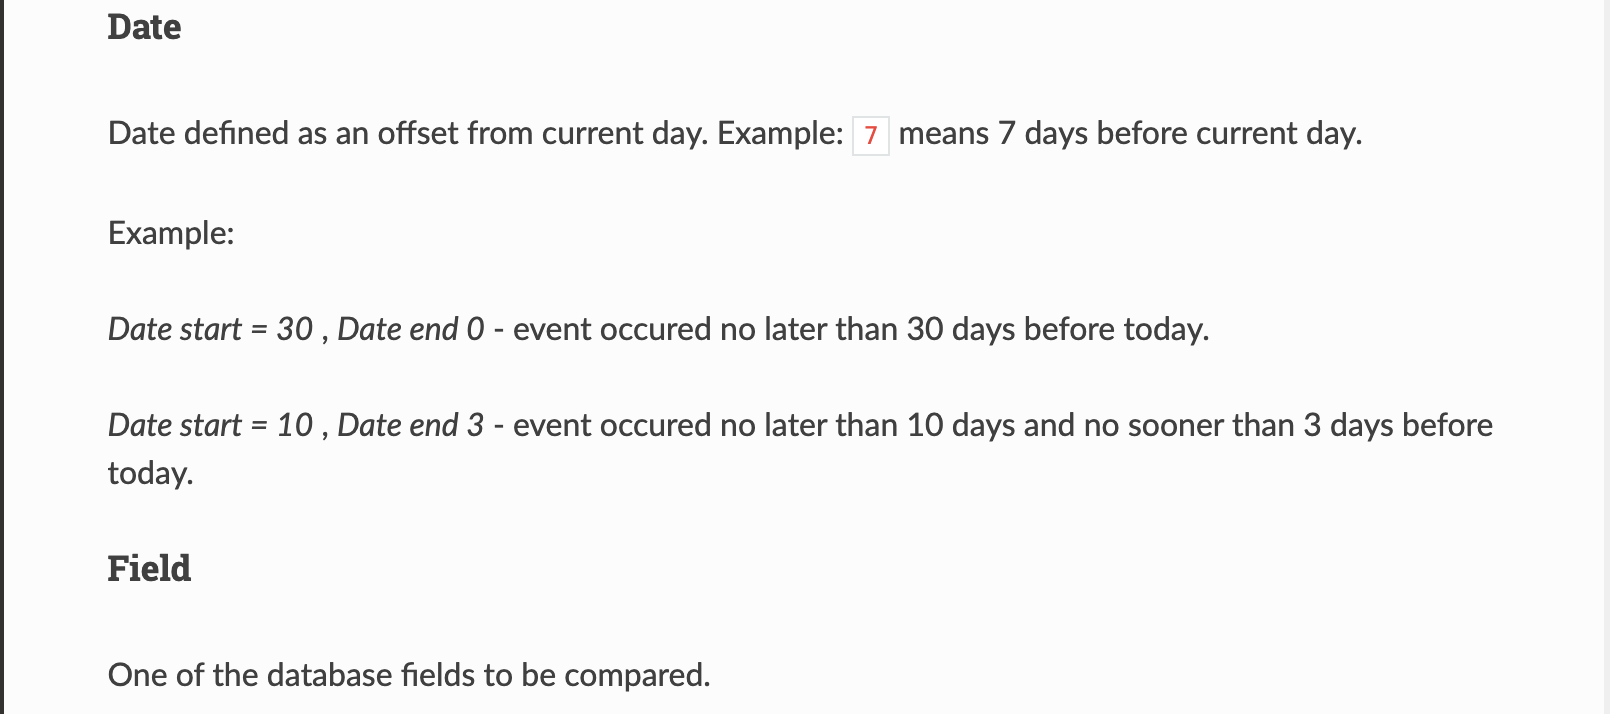 Date
Date defined as an offset from current day. Example: 7 means 7 days before current day.
Example:
Date start = 30 , Date end 0 - event occured no later than 30 days before today.
Date start = 10 , Date end 3 - event occured no later than 10 days and no sooner than 3 days before
today.
Field
One of the database fields to be compared.